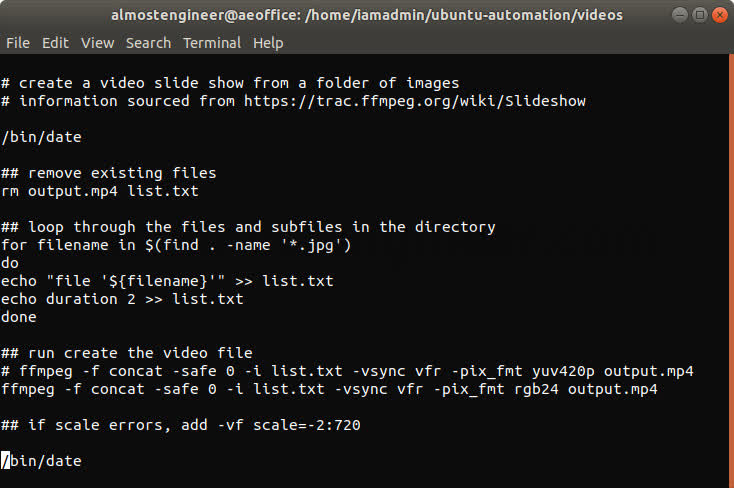 almostengineer@aeoffice: /home/iamadmin/ubuntu-automation/videos
File Edit View Search Terminal Help
# create a video slide show from a folder of images
# information sourced from https://trac.ffmpeg.org/wiki/Slideshow
/bin/date
## remove existing files
rm output.mp4 list.txt
## loop through the files and subfiles in the directory
for filename in $(find . -name '*.jpg')
do
echo "file '${filename}'" >> list.txt
echo duration 2 >> list.txt
done
## run create the video file
# ffmpeg -f concat -safe 0 -i list.txt -vsync vfr -pix_fmt yuv420p output.mp4
ffmpeg -f concat -safe 0 -i list.txt -vsync vfr -pix_fmt rgb24 output.mp4
## if scale errors, add -vf scale=-2:720
/bin/date